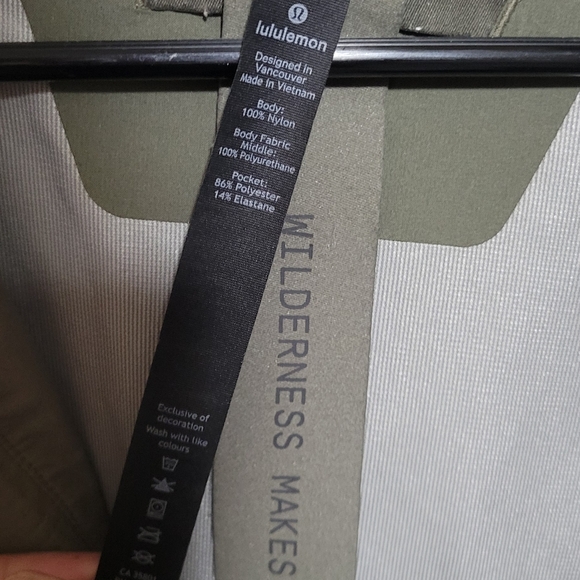 lululemon
Designed in
Vancouver
Made in Vietnam
Body:
100% Nylon
Body Fabric
Middle:
100% Polyurethane
Pocket:
86% Polyester
14% Elastane
Exclusive of
decoration
Wash with like
colours
CA
WILDERNESS MAKES